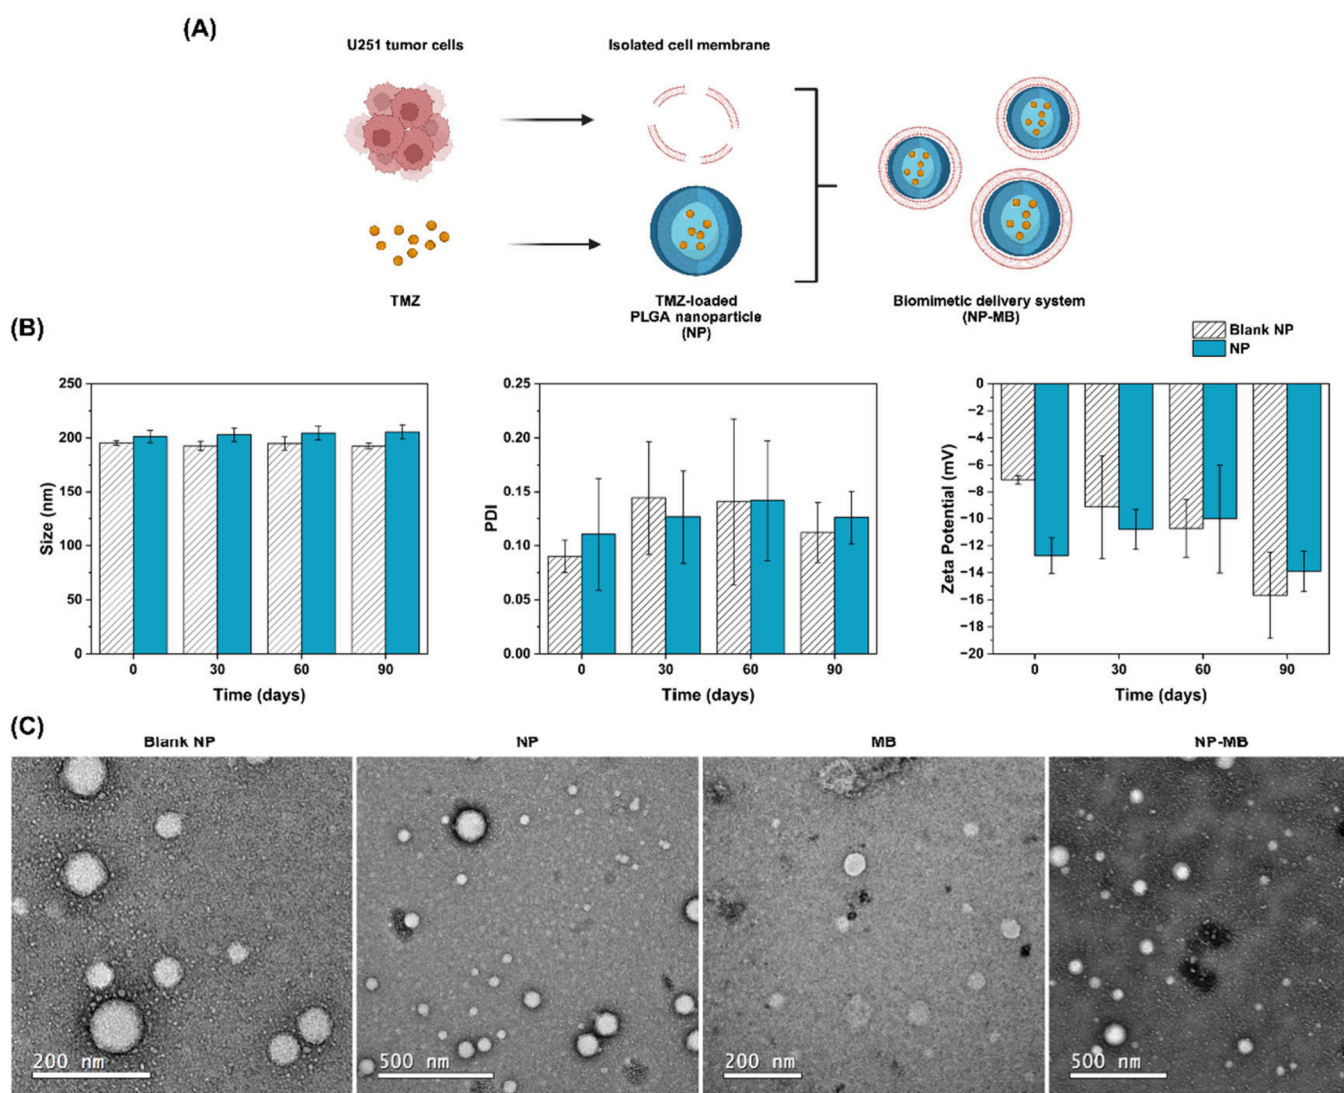 (A)
U251 tumor cells
Isolated cell membrane
TMZ
TMZ-loaded
PLGA nanoparticle
(NP)
Biomimetic delivery system
(NP-MB)
(B)
Blank NP
NP
250
200
150
100
50
0
Size (nm)
0 30 60 90
Time (days)
0.25
0.20
0.15
0.10
0.05
0.00
PDI
0 30 60 90
Time (days)
0
−2
−4
−6
−8
−10
−12
−14
−16
−18
−20
Zeta Potential (mV)
0 30 60 90
Time (days)
(C)
Blank NP
NP
MB
NP-MB
200 nm
500 nm
200 nm
500 nm